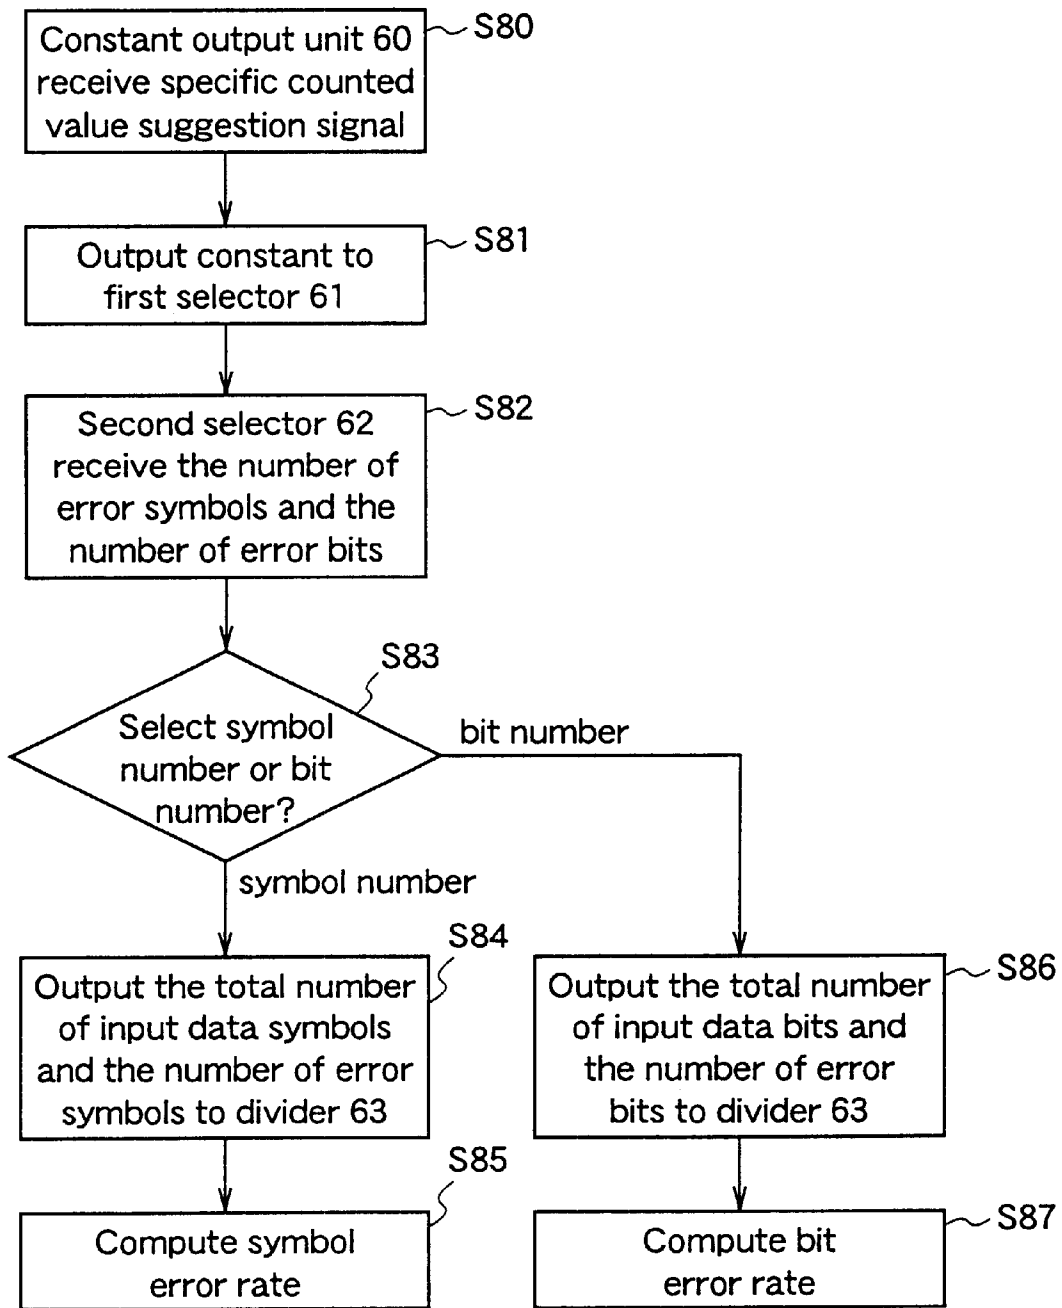 Constant output unit 60
receive specific counted
value suggestion signal
S80
Output constant to
first selector 61
S81
Second selector 62
receive the number of
error symbols and the
number of error bits
S82
Select symbol
number or bit
number?
S83
bit number
symbol number
Output the total number
of input data symbols
and the number of error
symbols to divider 63
S84
Output the total number
of input data bits and
the number of error
bits to divider 63
S86
Compute symbol
error rate
S85
Compute bit
error rate
S87